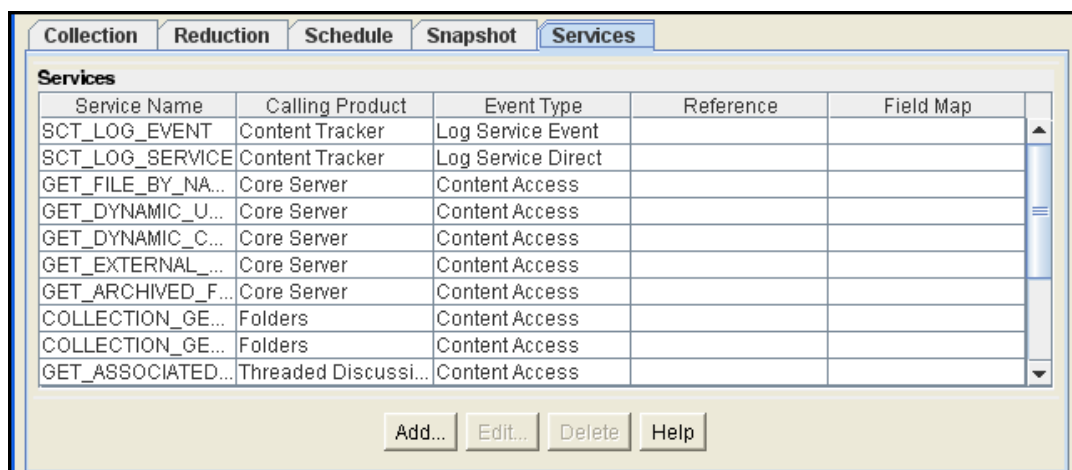 Collection Reduction Schedule Snapshot Services
Services
Service Name Calling Product Event Type Reference Field Map
SCT_LOG_EVENT Content Tracker Log Service Event
SCT_LOG_SERVICE Content Tracker Log Service Direct
GET_FILE_BY_NA... Core Server Content Access
GET_DYNAMIC_U... Core Server Content Access
GET_DYNAMIC_C... Core Server Content Access
GET_EXTERNAL_... Core Server Content Access
GET_ARCHIVED_F... Core Server Content Access
COLLECTION_GE... Folders Content Access
COLLECTION_GE... Folders Content Access
GET_ASSOCIATED... Threaded Discussi... Content Access
Add... Edit... Delete Help